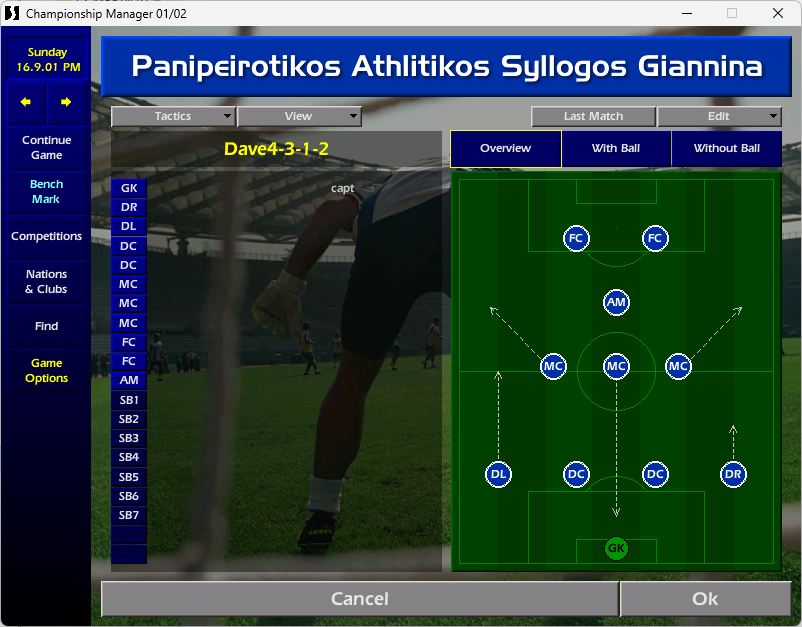 Championship Manager 01/02
Sunday
16.9.01 PM
Continue
Game
Bench
Mark
Competitions
Nations
& Clubs
Find
Game
Options
Panipeirotikos Athlitikos Syllogos Giannina
Tactics
View
Last Match
Edit
Dave4-3-1-2
Overview
With Ball
Without Ball
GK
capt
DR
DL
DC
DC
MC
MC
MC
FC
FC
AM
SB1
SB2
SB3
SB4
SB5
SB6
SB7
FC FC
AM
MC MC MC
DL DC DC DR
GK
Cancel
Ok